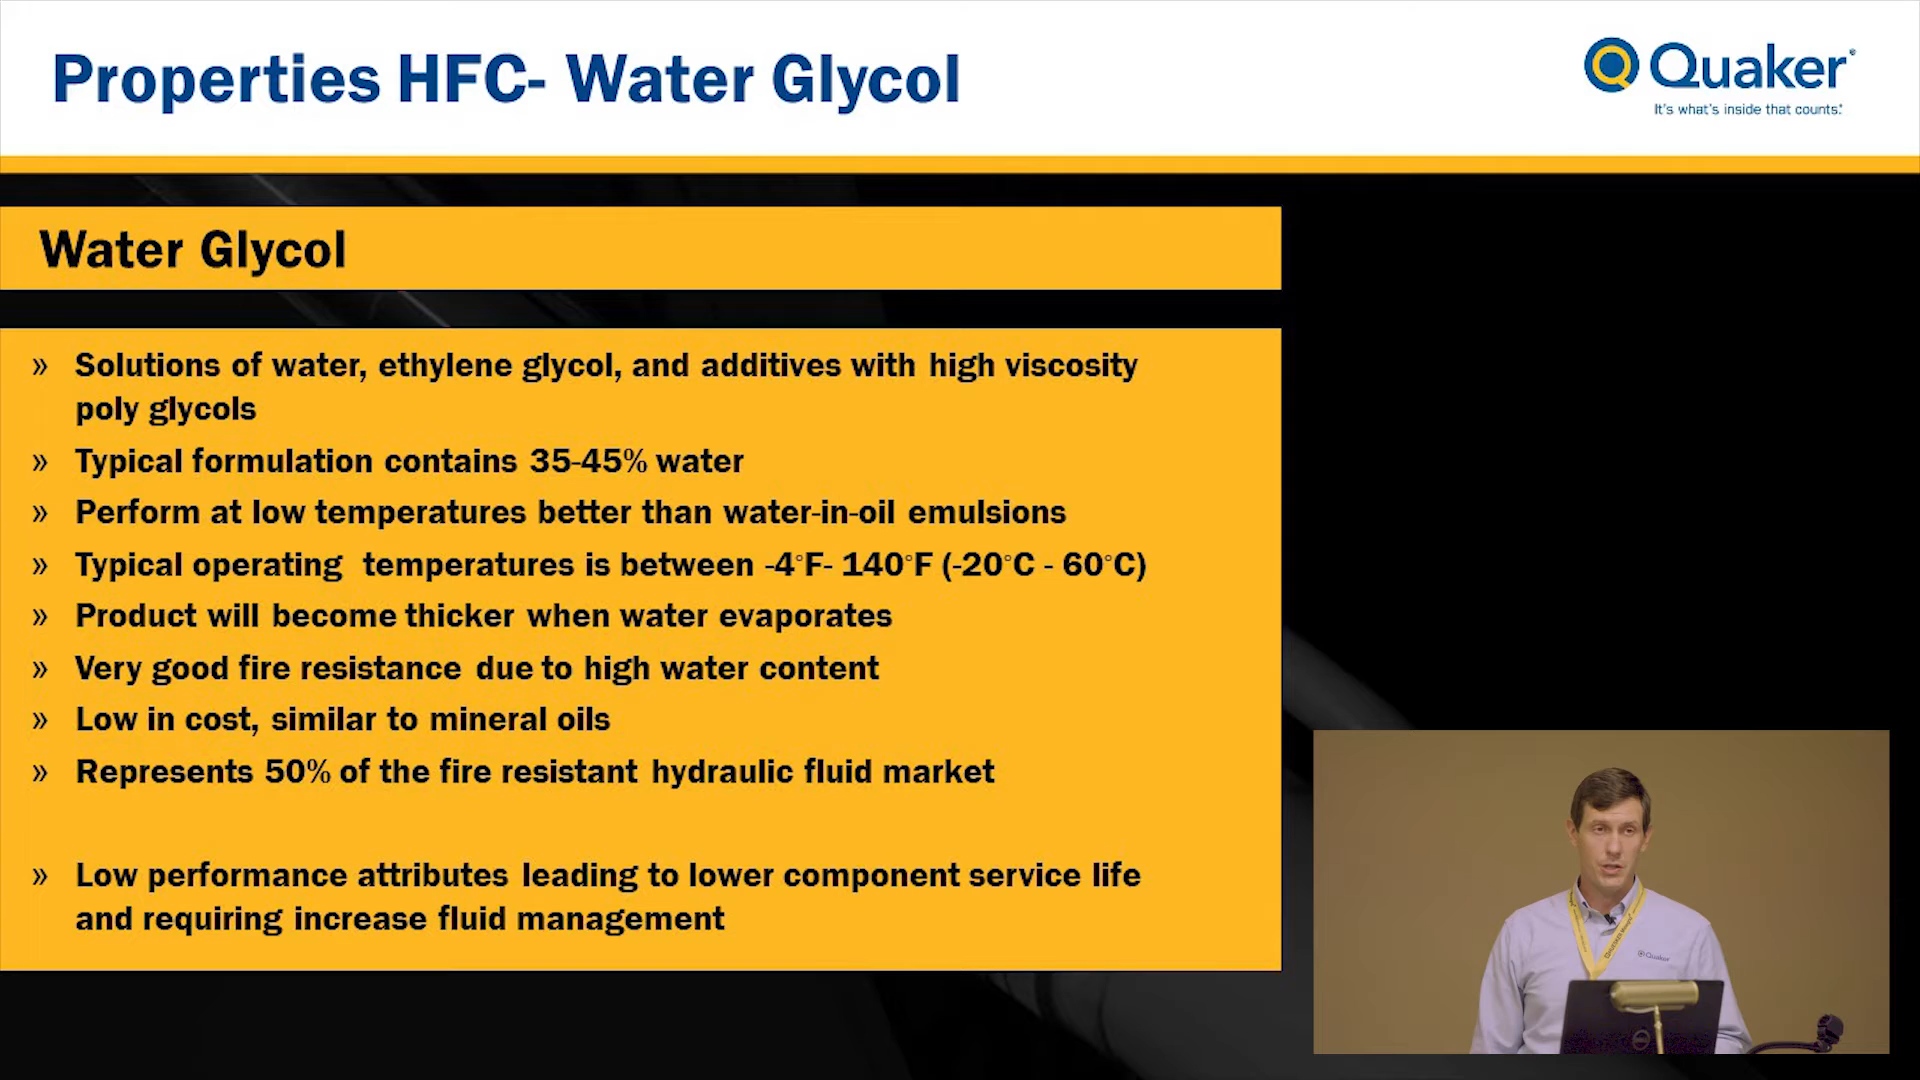 Properties HFC- Water Glycol
Quaker
It's what's inside that counts.
Water Glycol
» Solutions of water, ethylene glycol, and additives with high viscosity
poly glycols
» Typical formulation contains 35-45% water
» Perform at low temperatures better than water-in-oil emulsions
» Typical operating temperatures is between -4°F- 140°F (-20°C - 60°C)
» Product will become thicker when water evaporates
» Very good fire resistance due to high water content
» Low in cost, similar to mineral oils
» Represents 50% of the fire resistant hydraulic fluid market
» Low performance attributes leading to lower component service life
and requiring increase fluid management
Quaker